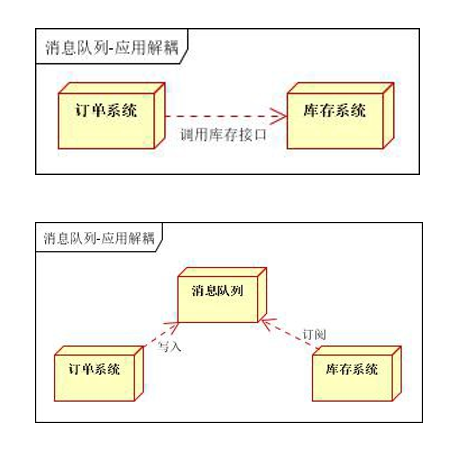 消息队列-应用解耦
订单系统
库存系统
调用库存接口
消息队列-应用解耦
消息队列
写入
订阅
订单系统
库存系统